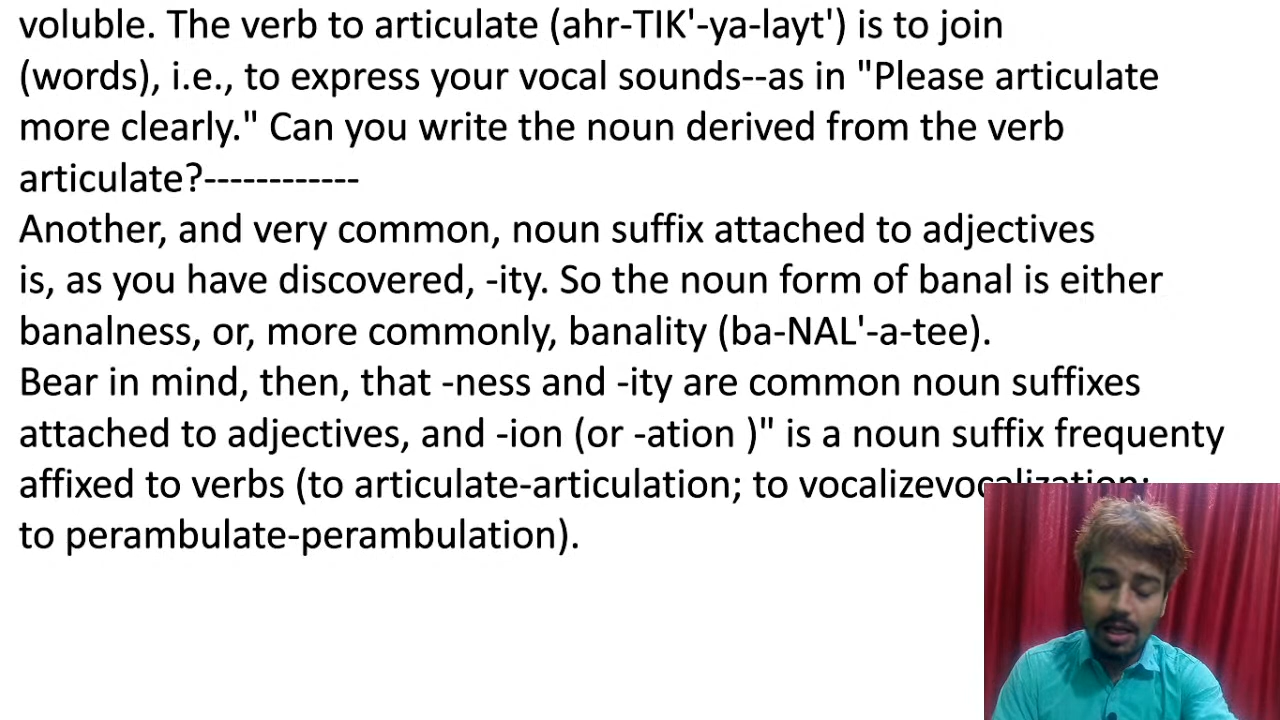 voluble. The verb to articulate (ahr-TIK'-ya-layt') is to join
(words), i.e., to express your vocal sounds--as in "Please articulate
more clearly." Can you write the noun derived from the verb
articulate?------------
Another, and very common, noun suffix attached to adjectives
is, as you have discovered, -ity. So the noun form of banal is either
banalness, or, more commonly, banality (ba-NAL'-a-tee).
Bear in mind, then, that -ness and -ity are common noun suffixes
attached to adjectives, and -ion (or -ation )" is a noun suffix frequenty
affixed to verbs (to articulate-articulation; to vocalizevocalization;
to perambulate-perambulation).